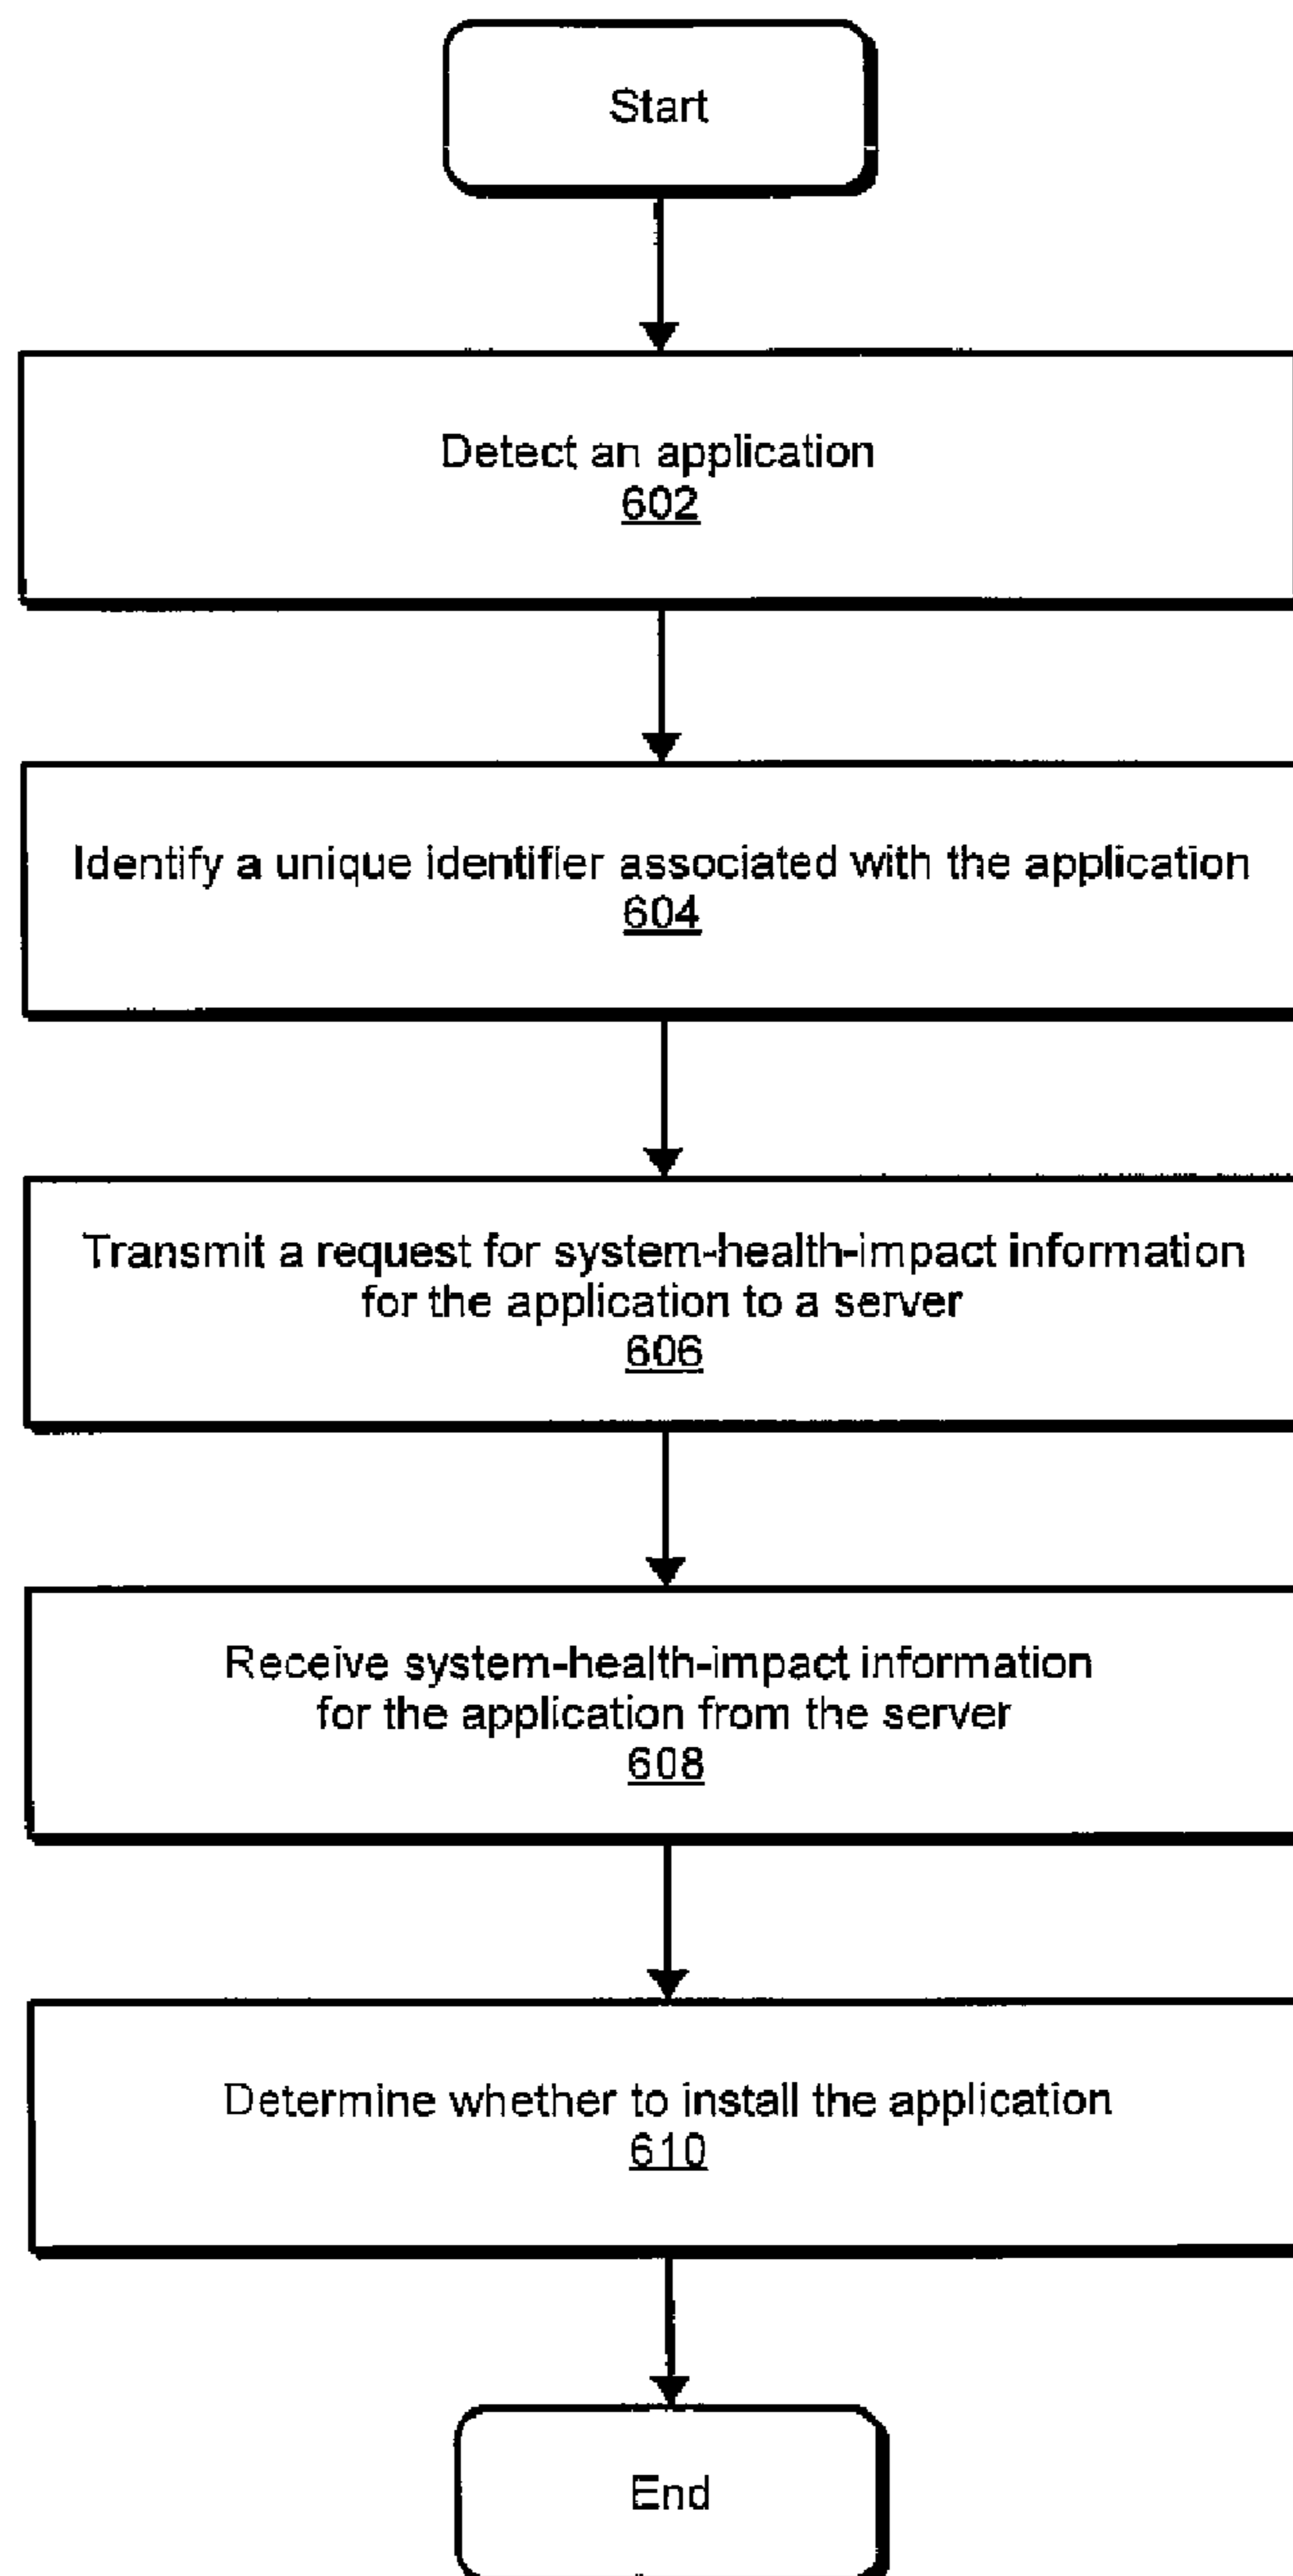 Start
Detect an application
602
Identify a unique identifier associated with the application
604
Transmit a request for system-health-impact information
for the application to a server
606
Receive system-health-impact information
for the application from the server
608
Determine whether to install the application
610
End